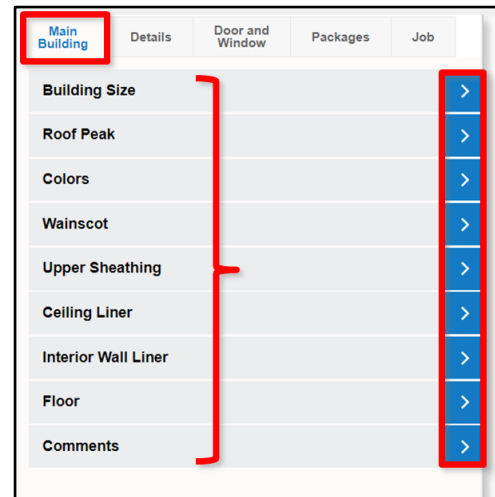 Main
Building
Details
Door and
Window
Packages
Job
Building Size
Roof Peak
Colors
Wainscot
Upper Sheathing
Ceiling Liner
Interior Wall Liner
Floor
Comments